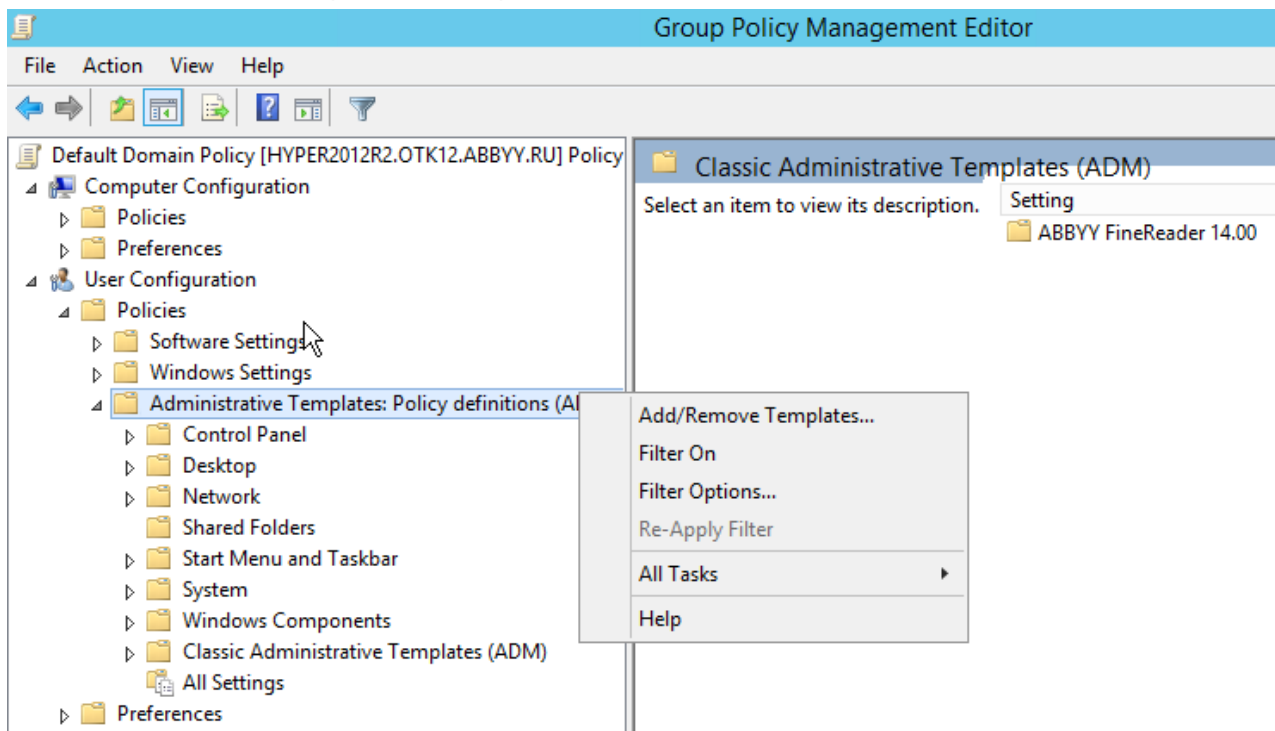 Group Policy Management Editor
File Action View Help
Default Domain Policy [HYPER2012R2.OTK12.ABBYY.RU] Policy
Computer Configuration
Policies
Preferences
User Configuration
Policies
Software Settings
Windows Settings
Administrative Templates: Policy definitions (
Control Panel
Desktop
Network
Shared Folders
Start Menu and Taskbar
System
Windows Components
Classic Administrative Templates (ADM)
All Settings
Preferences
Classic Administrative Templates (ADM)
Select an item to view its description.
Setting
ABBYY FineReader 14.00
Add/Remove Templates...
Filter On
Filter Options...
Re-Apply Filter
All Tasks
Help